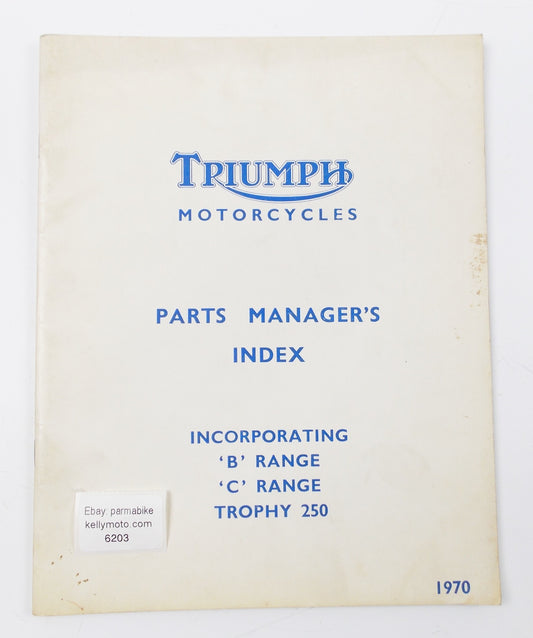 TRIUMPH
MOTORCYCLES
PARTS MANAGER'S
INDEX
INCORPORATING
‘B’ RANGE
‘C’ RANGE
TROPHY 250
Ebay: parmabike
kellymoto.com
6203
1970